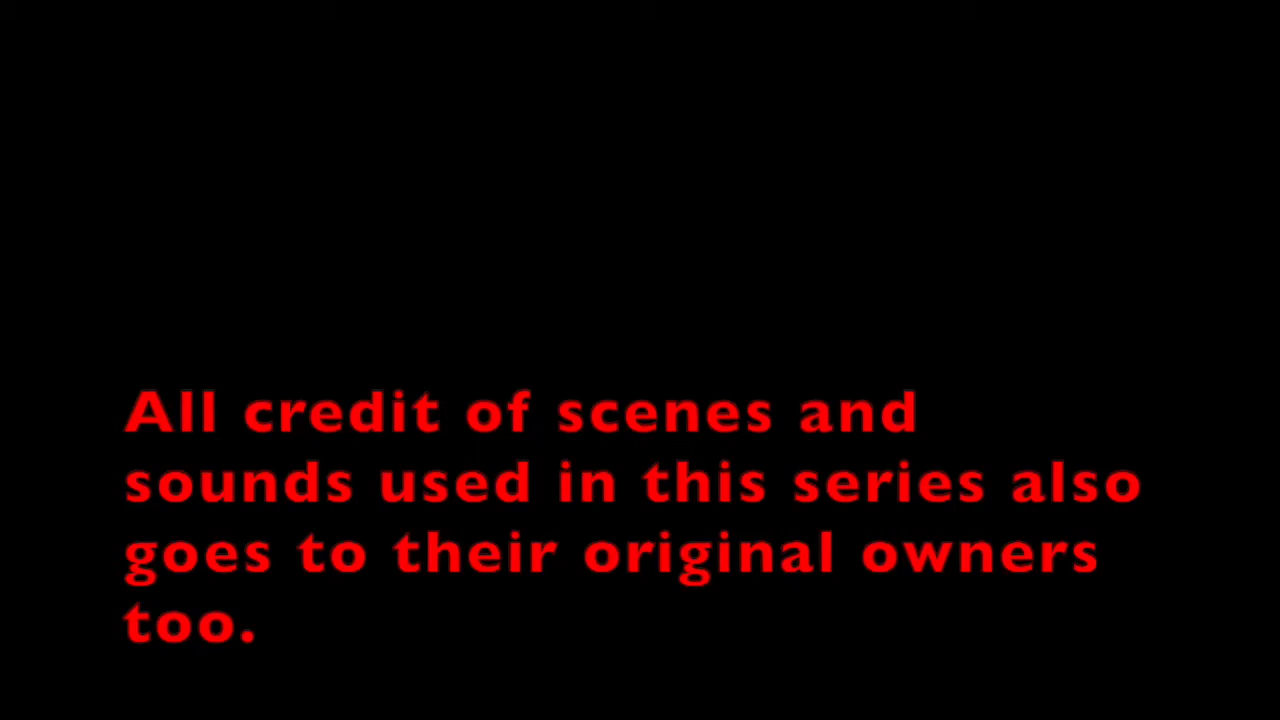 All credit of scenes and
sounds used in this series also
goes to their original owners
too.